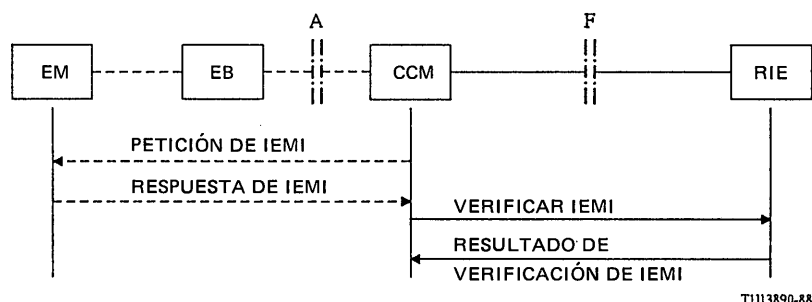 A
F
EM
EB
CCM
RIE
PETICIÓN DE IEMI
RESPUESTA DE IEMI
VERIFICAR IEMI
RESULTADO DE
VERIFICACIÓN DE IEMI
T1113890-88